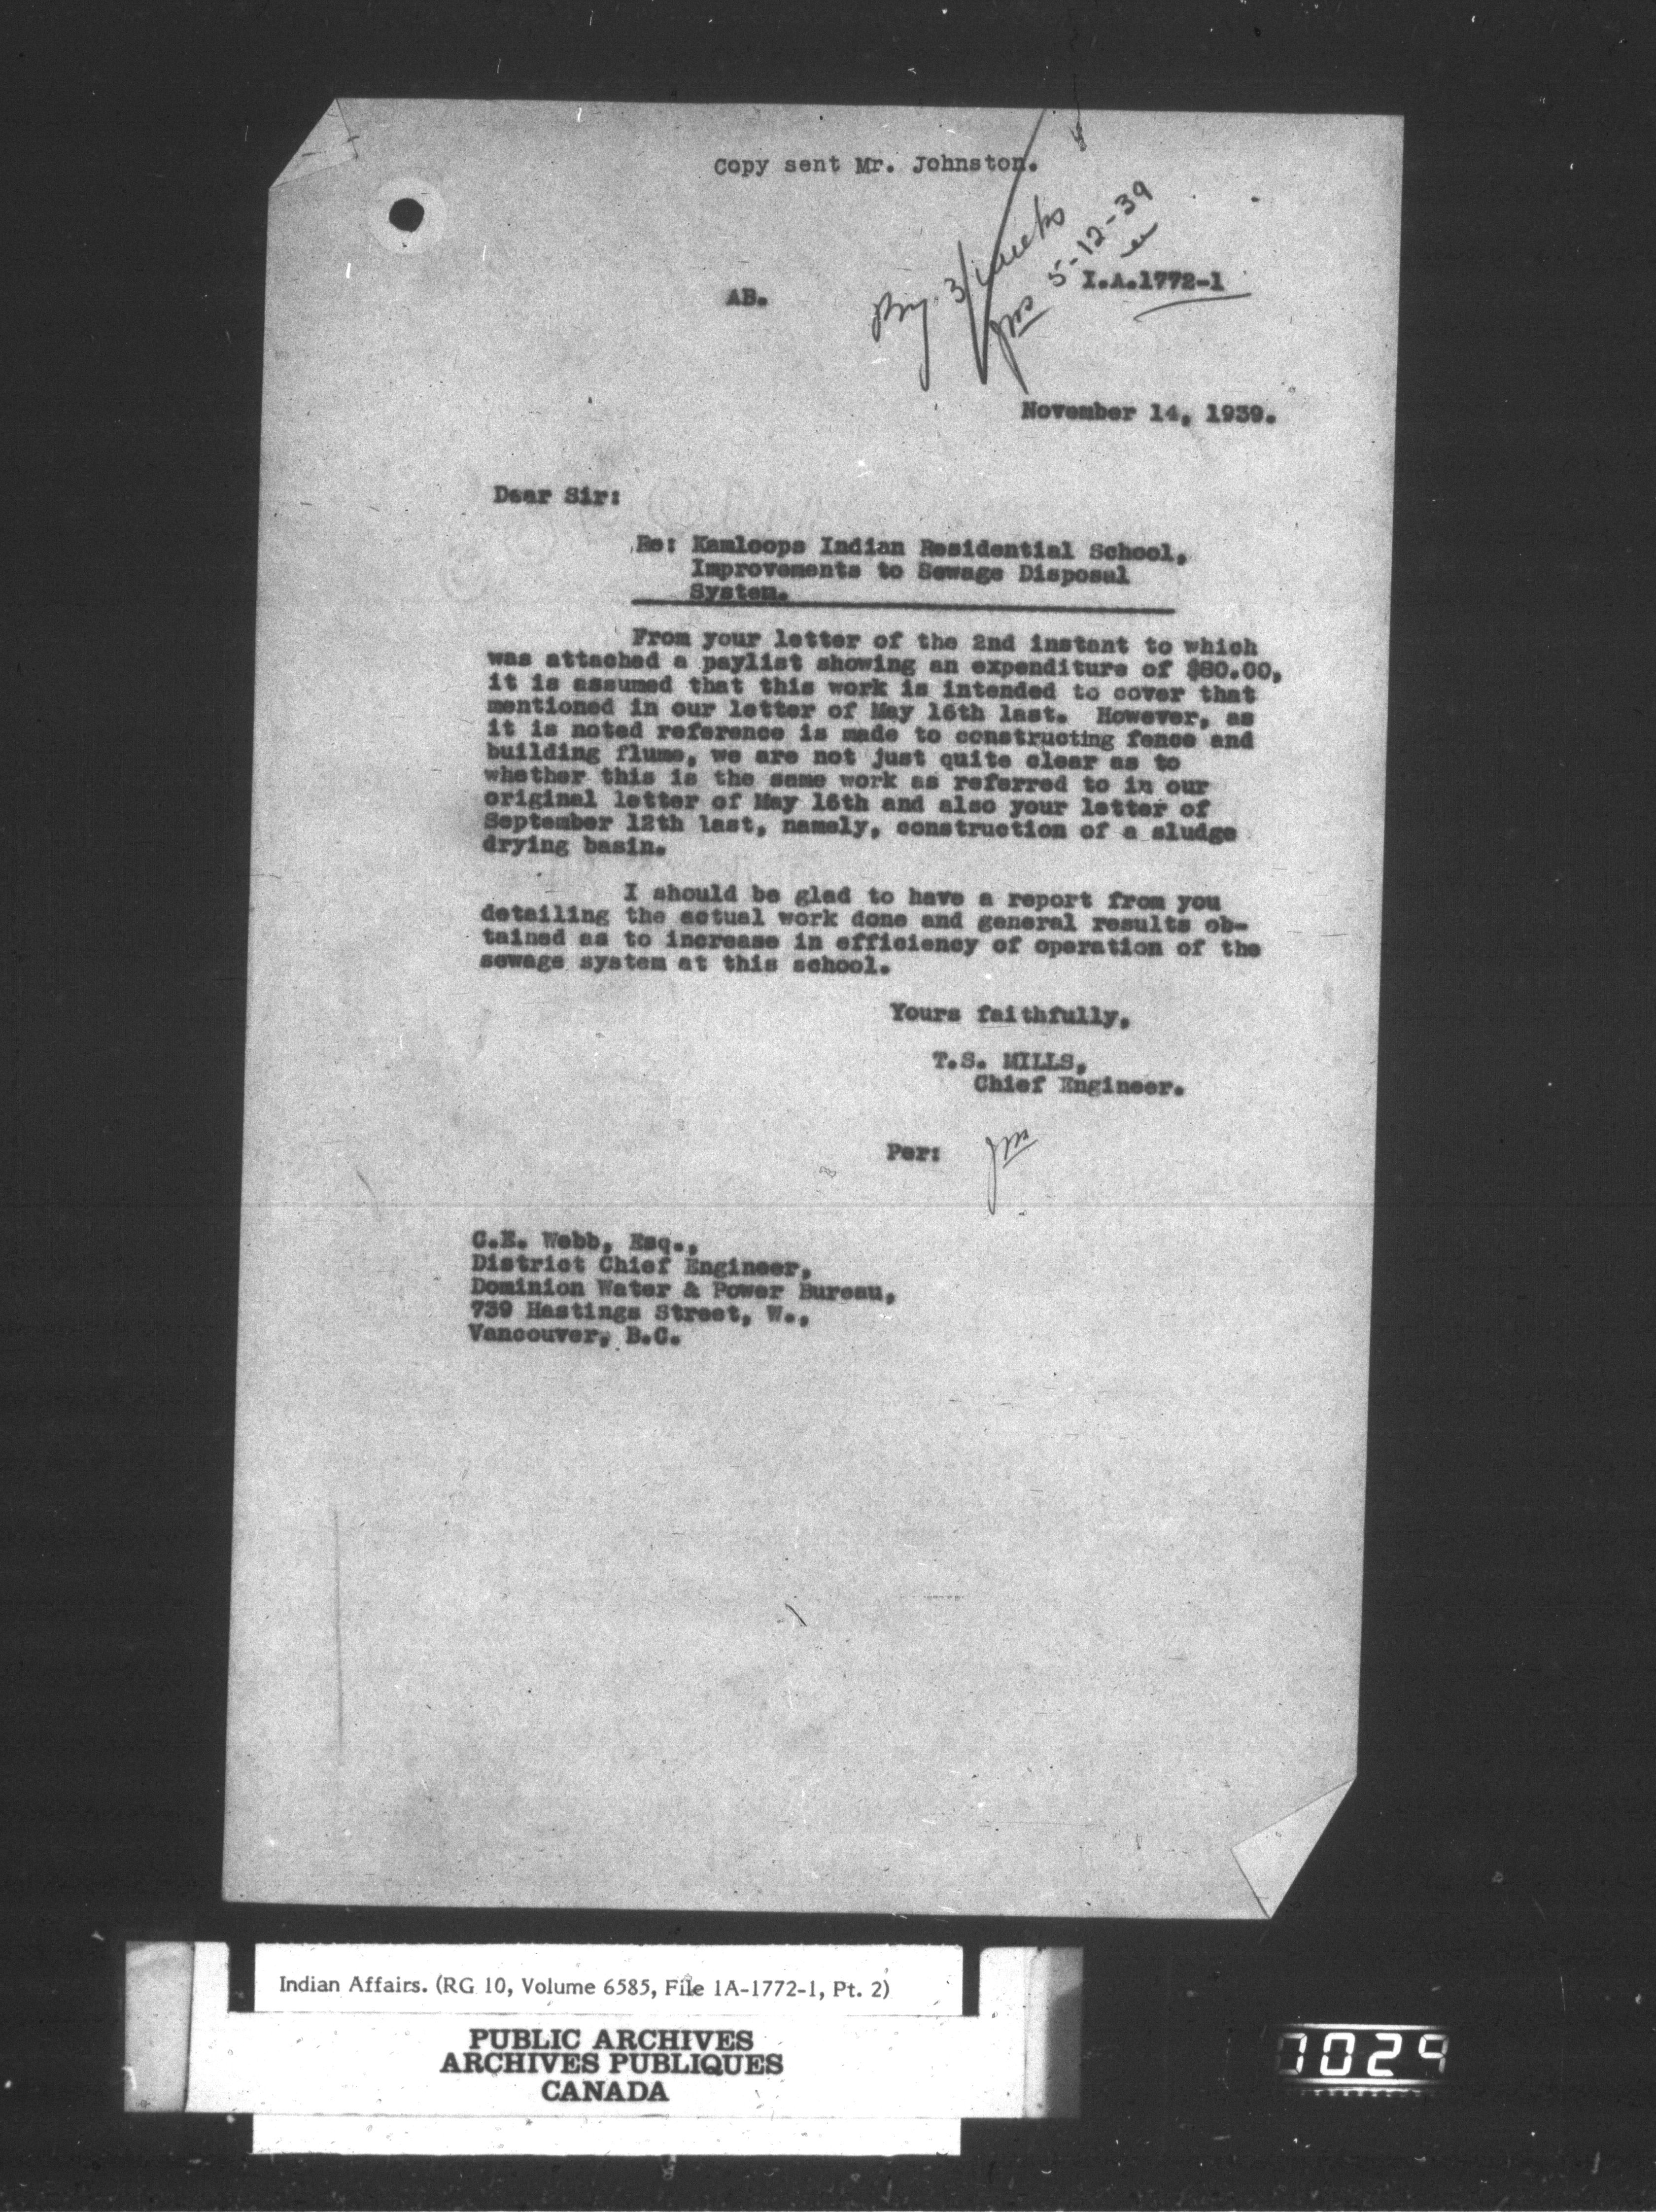 Copy sent Mr. Johnston.
5-12-39
AB.
I.A.1772-1
November 14, 1939.
Dear Sir:
Re: Kamloops Indian Residential School,
Improvements to Sewage Disposal
System.
From your letter of the 2nd instant to which
was attached a paylist showing an expenditure of $80.00,
it is assumed that this work is intended to cover that
mentioned in our letter of May 16th last. However, as
it is noted reference is made to constructing fence and
building flume, we are not just quite clear as to
whether this is the same work as referred to in our
original letter of May 16th and also your letter of
September 12th last, namely, construction of a sludge
drying basin.
I should be glad to have a report from you
detailing the actual work done and general results ob-
tained as to increase in efficiency of operation of the
sewage system at this school.
Yours faithfully,
T.S. MILLS,
Chief Engineer.
Per: jm
C.E. Webb, Esq.,
District Chief Engineer,
Dominion Water & Power Bureau,
739 Hastings Street, W.,
Vancouver, B.C.
Indian Affairs. (RG 10, Volume 6585, File 1A-1772-1, Pt. 2)
PUBLIC ARCHIVES
ARCHIVES PUBLIQUES
CANADA
1029